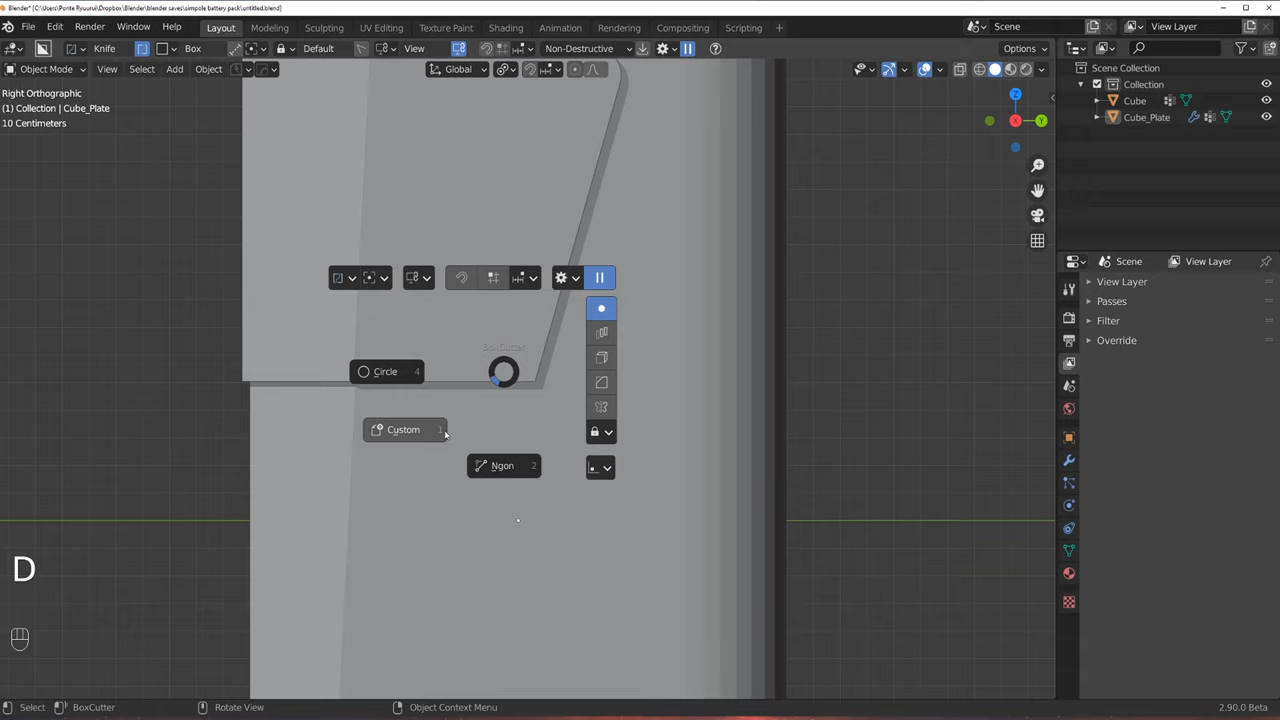 Blender* [C:\Users\Ponte Ryuurui\Dropbox\Blender\blender saves\simpole battery pack\untitled.blend]
File Edit Render Window Help Layout Modeling Sculpting UV Editing Texture Paint Shading Animation Rendering Compositing Scripting Scene View Layer
Knife Box Default View Non-Destructive Options
Object Mode View Select Add Object Global
Right Orthographic
(1) Collection | Cube_Plate
10 Centimeters
Z
X
Y
Scene Collection
Collection
Cube
Cube_Plate
Scene View Layer
View Layer
Passes
Filter
Override
BoxCutter
Circle 4
Custom 1
Ngon 2
D
Select BoxCutter Rotate View Object Context Menu 2.90.0 Beta